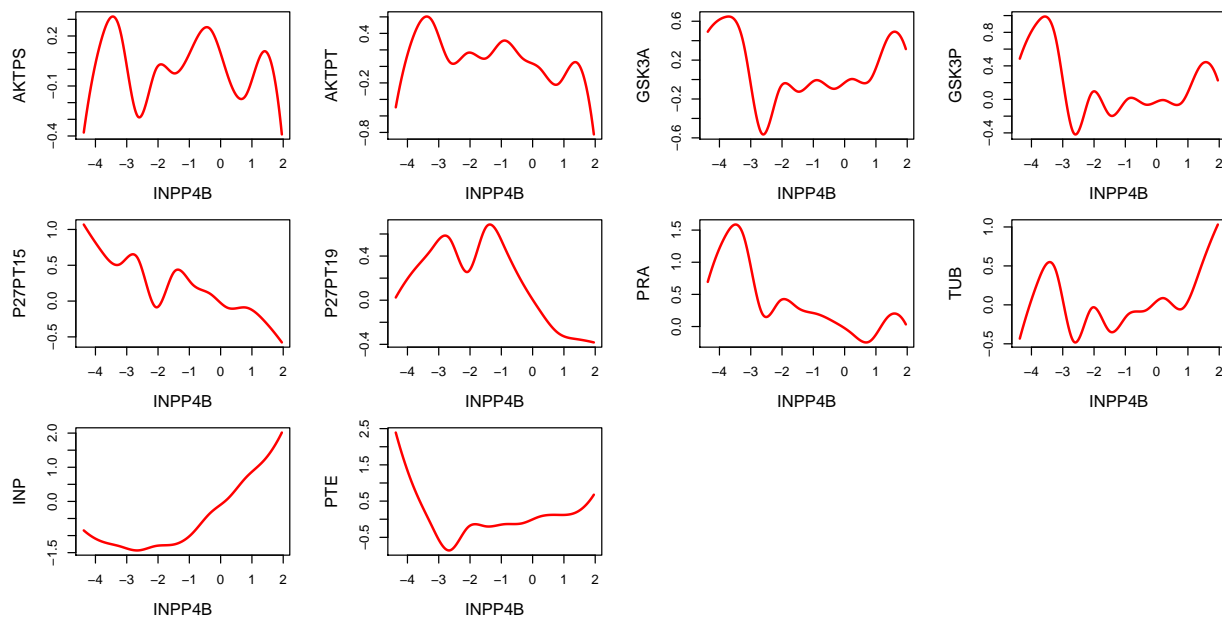 AKTPS
0.2
−0.1
−0.4
−4 −3 −2 −1 0 1 2
INPP4B
AKTPT
0.4
−0.2
−0.8
−4 −3 −2 −1 0 1 2
INPP4B
GSK3A
0.6
0.2
−0.2
−0.6
−4 −3 −2 −1 0 1 2
INPP4B
GSK3P
0.8
0.4
0.0
−0.4
−4 −3 −2 −1 0 1 2
INPP4B
P27PT15
1.0
0.5
0.0
−0.5
−4 −3 −2 −1 0 1 2
INPP4B
P27PT19
0.4
0.0
−0.4
−4 −3 −2 −1 0 1 2
INPP4B
PRA
1.5
1.0
0.5
0.0
−4 −3 −2 −1 0 1 2
INPP4B
TUB
1.0
0.5
0.0
−0.5
−4 −3 −2 −1 0 1 2
INPP4B
INP
2.0
1.0
0.0
−1.5
−4 −3 −2 −1 0 1 2
INPP4B
PTE
2.5
1.5
0.5
−0.5
−4 −3 −2 −1 0 1 2
INPP4B